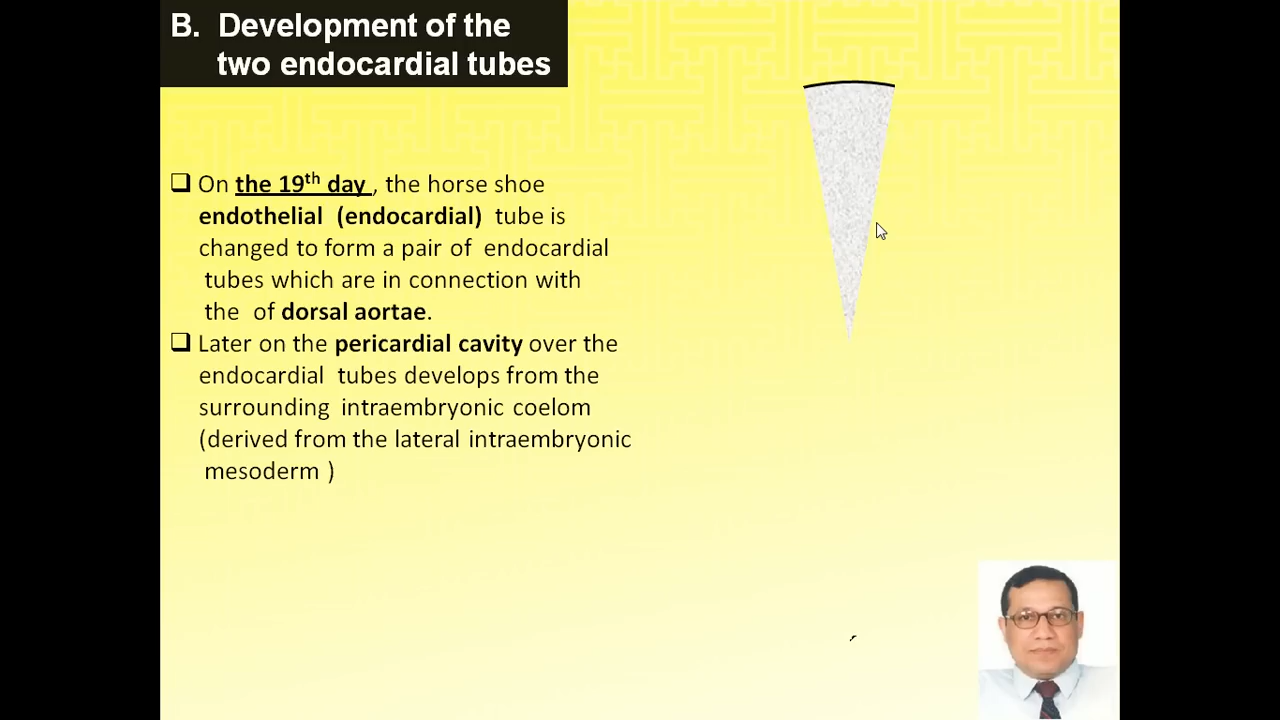 B. Development of the
two endocardial tubes
❑ On the 19th day , the horse shoe
endothelial (endocardial) tube is
changed to form a pair of endocardial
tubes which are in connection with
the of dorsal aortae.
❑ Later on the pericardial cavity over the
endocardial tubes develops from the
surrounding intraembryonic coelom
(derived from the lateral intraembryonic
mesoderm )